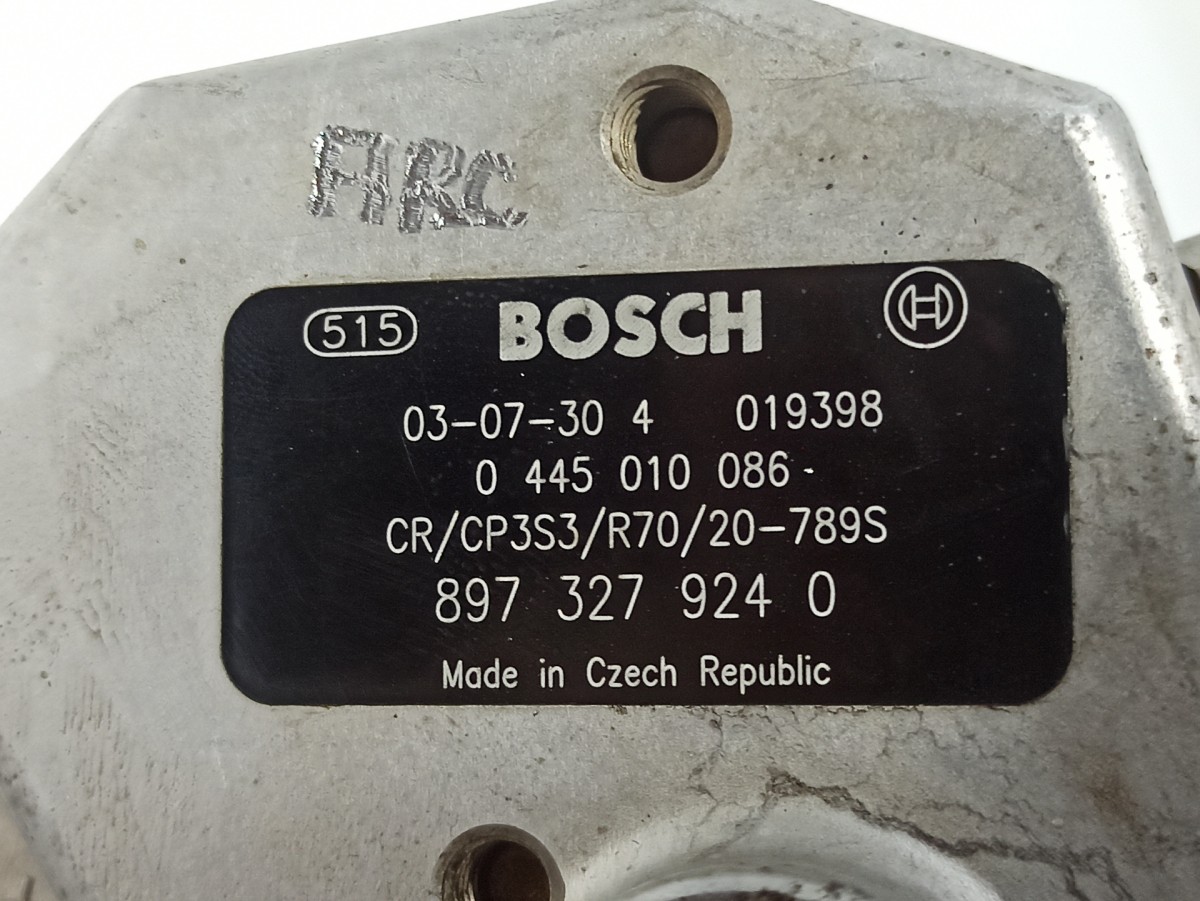 ARC
515 BOSCH
03-07-30 4 019398
0 445 010 086-
CR/CP3S3/R70/20-789S
897 327 924 0
Made in Czech Republic